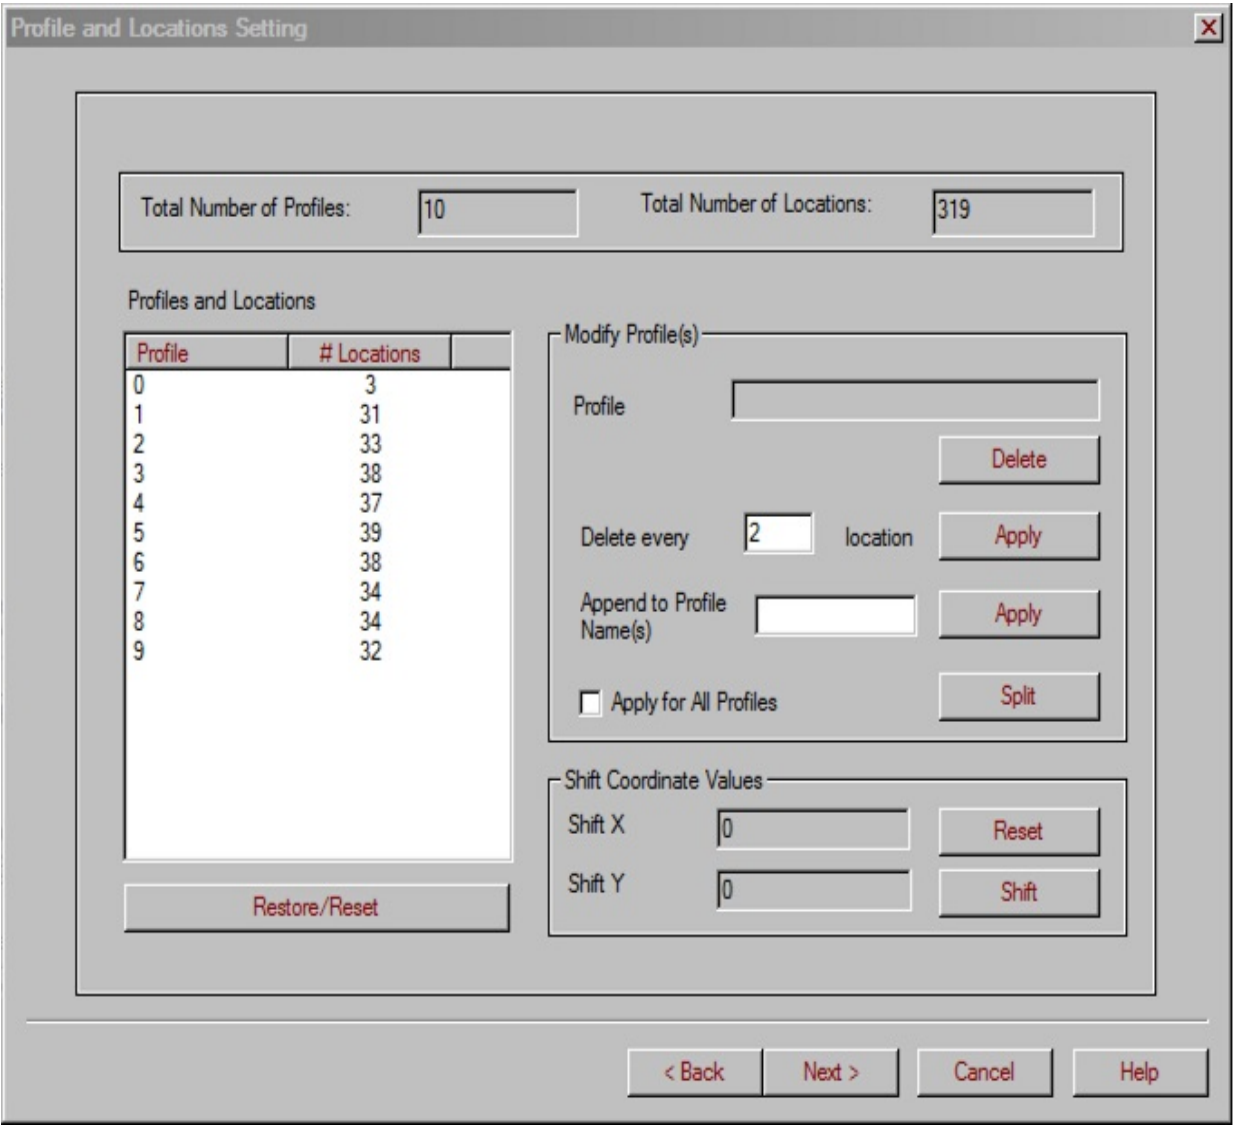 Profile and Locations Setting
Total Number of Profiles: 10 Total Number of Locations: 319
Profiles and Locations
Profile # Locations
0 3
1 31
2 33
3 38
4 37
5 39
6 38
7 34
8 34
9 32
Restore/Reset
Modify Profile(s)
Profile
Delete
Delete every 2 location Apply
Append to Profile
Name(s)
Apply
Apply for All Profiles Split
Shift Coordinate Values
Shift X 0 Reset
Shift Y 0 Shift
< Back Next > Cancel Help